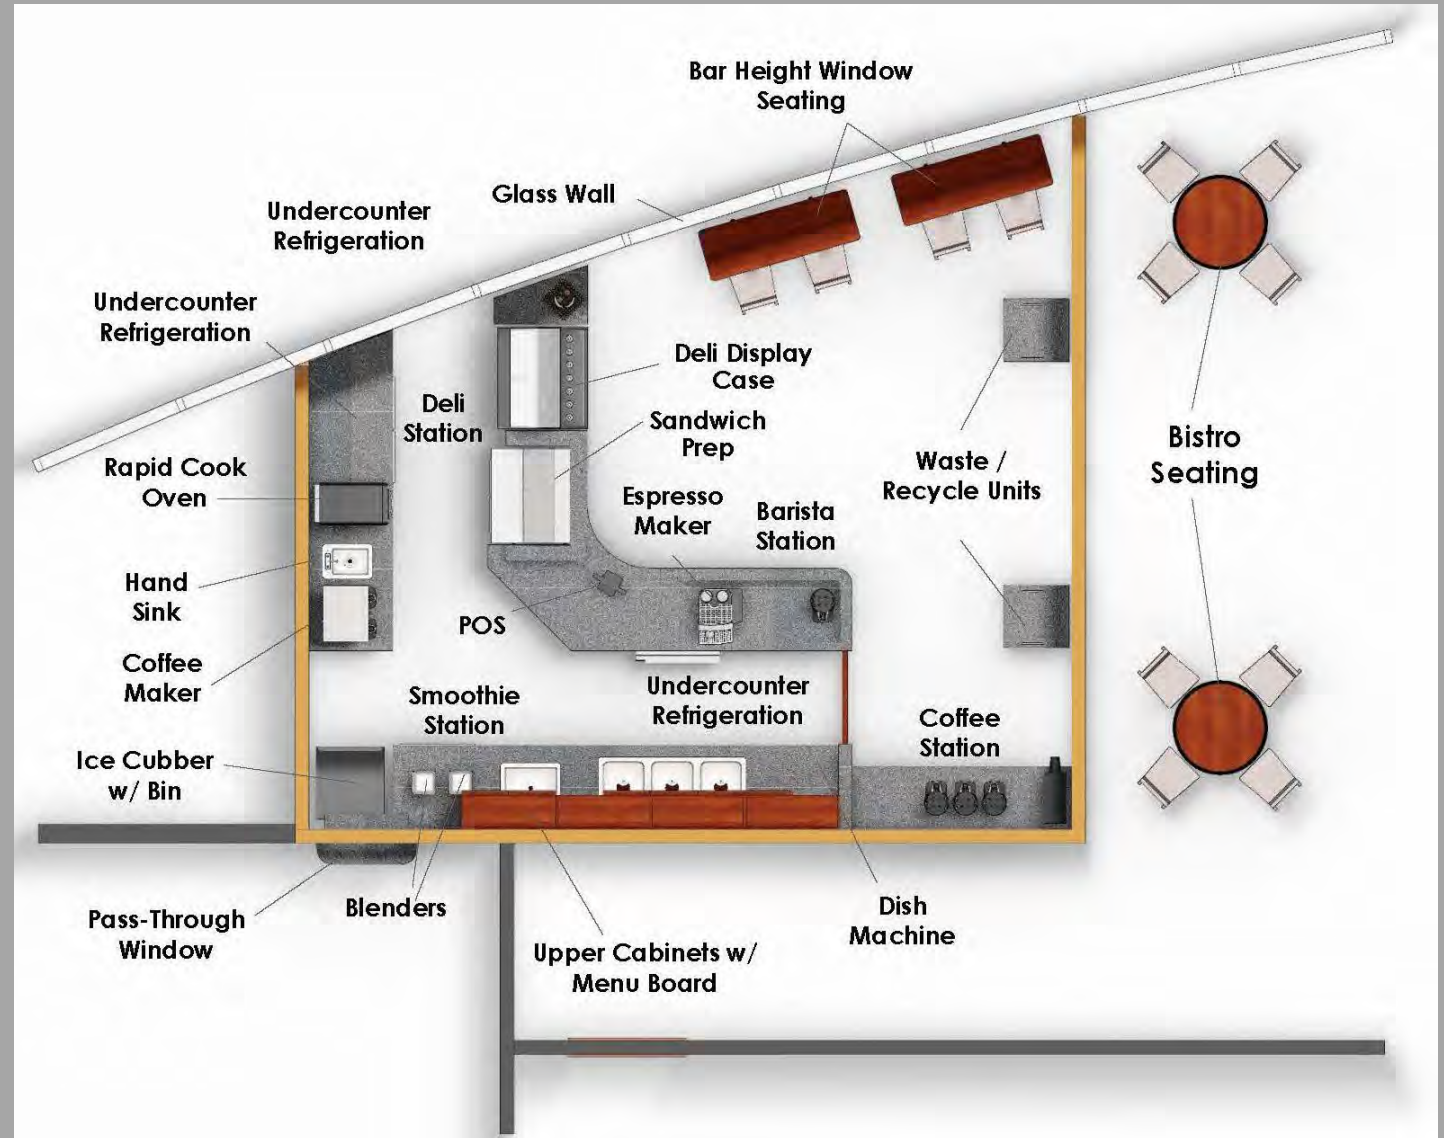 Bar Height Window
Seating
Glass Wall
Undercounter
Refrigeration
Undercounter
Refrigeration
Deli Display
Case
Deli
Station
Sandwich
Prep
Bistro
Seating
Rapid Cook
Oven
Waste /
Recycle Units
Espresso
Maker
Barista
Station
Hand
Sink
POS
Coffee
Maker
Smoothie
Station
Undercounter
Refrigeration
Coffee
Station
Ice Cubber
w/ Bin
Blenders
Pass-Through
Window
Dish
Machine
Upper Cabinets w/
Menu Board